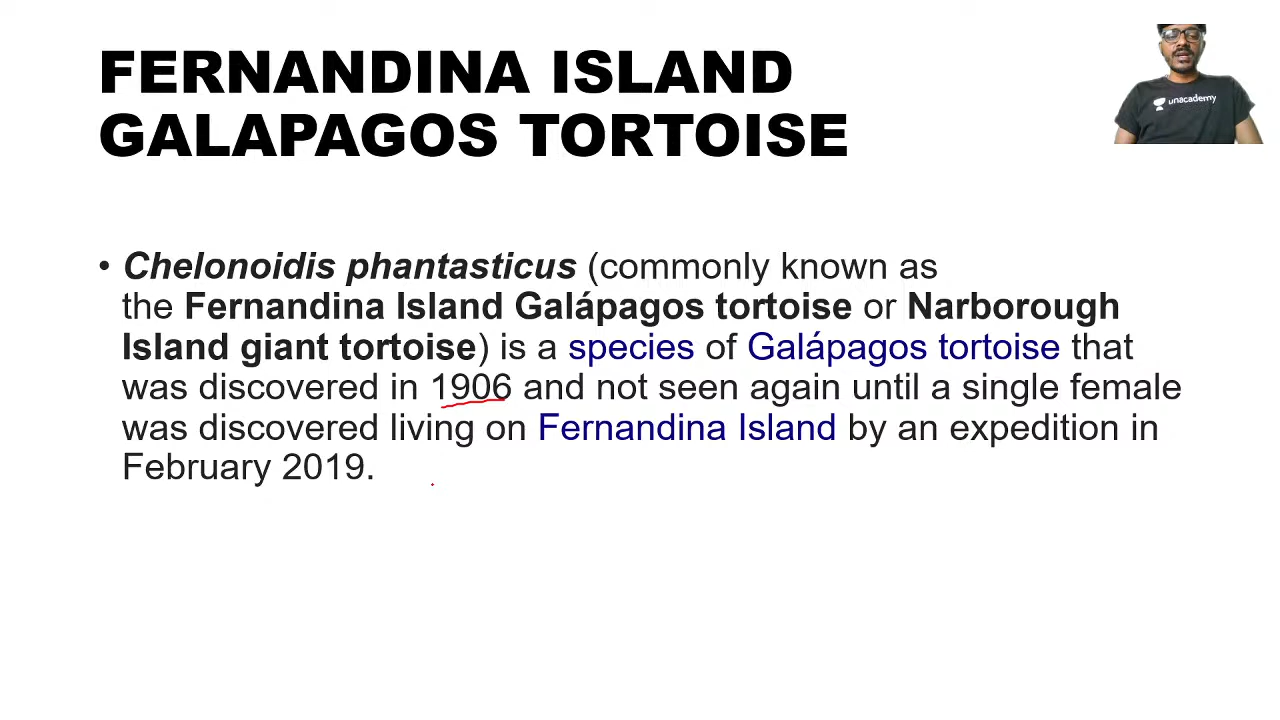 FERNANDINA ISLAND
GALAPAGOS TORTOISE
unacademy
• Chelonoidis phantasticus (commonly known as
the Fernandina Island Galápagos tortoise or Narborough
Island giant tortoise) is a species of Galápagos tortoise that
was discovered in 1906 and not seen again until a single female
was discovered living on Fernandina Island by an expedition in
February 2019.